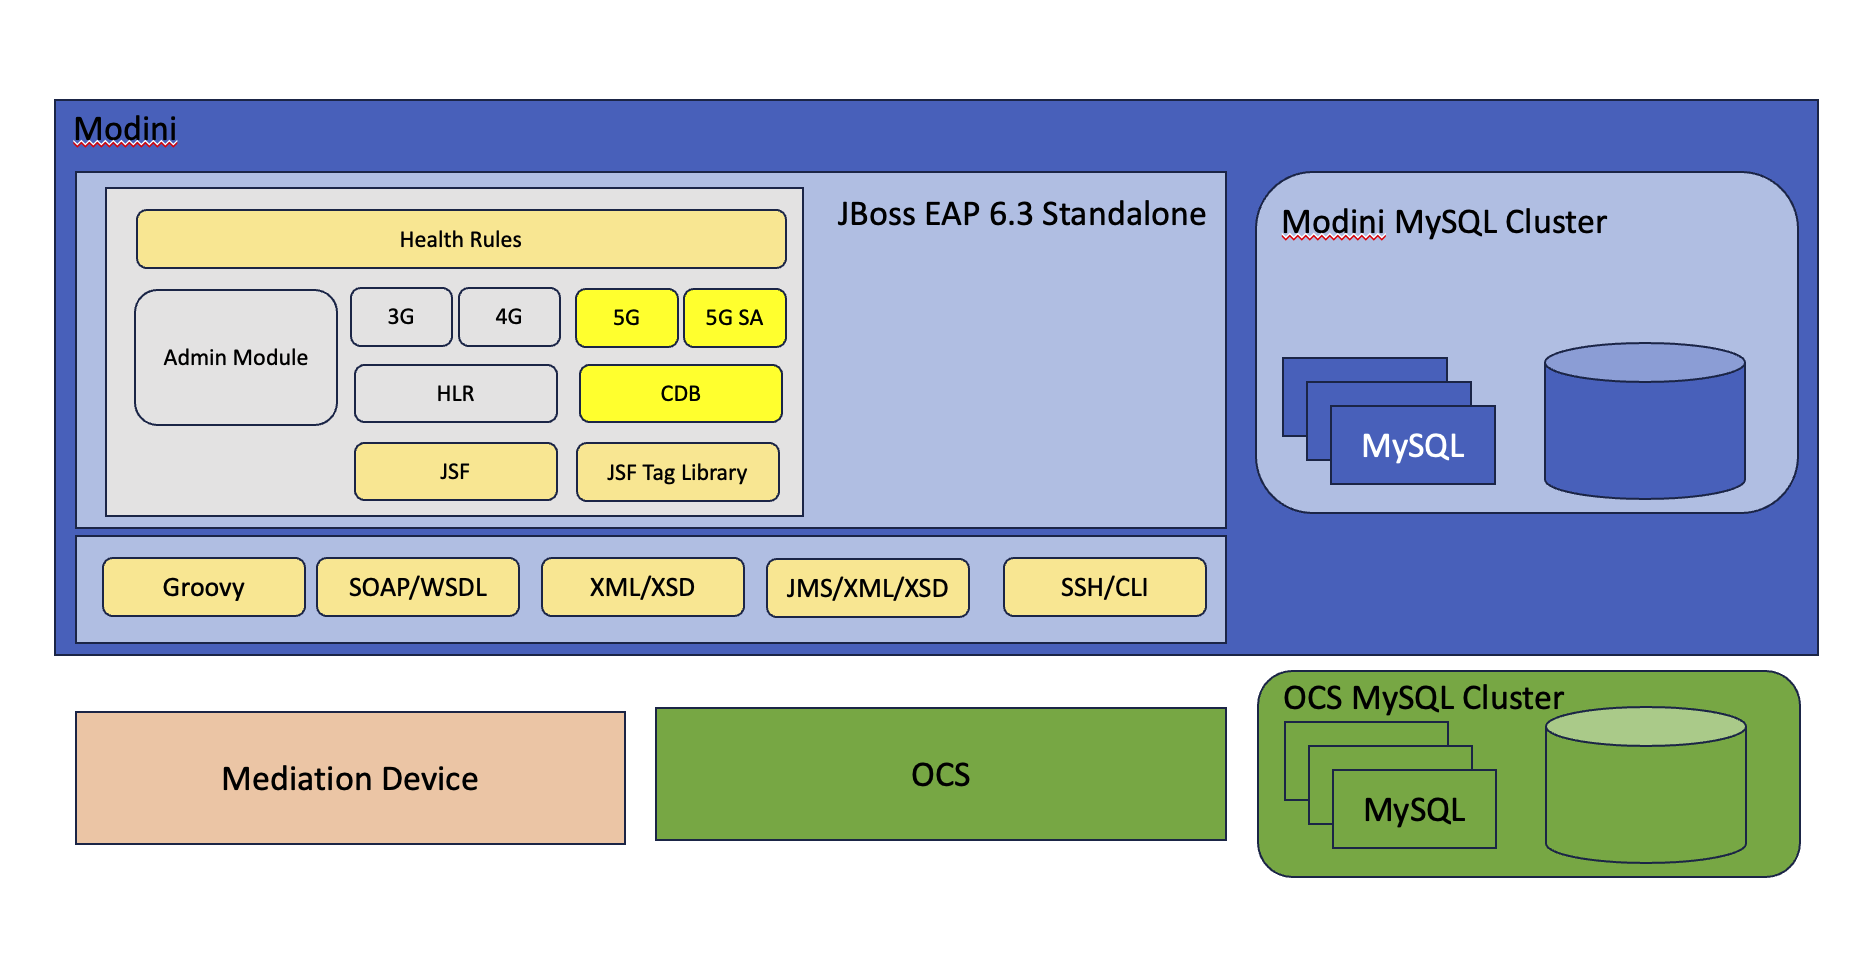 Modini
JBoss EAP 6.3 Standalone
Health Rules
Admin Module
3G
4G
5G
5G SA
HLR
CDB
JSF
JSF Tag Library
Modini MySQL Cluster
MySQL
Groovy
SOAP/WSDL
XML/XSD
JMS/XML/XSD
SSH/CLI
Mediation Device
OCS
OCS MySQL Cluster
MySQL